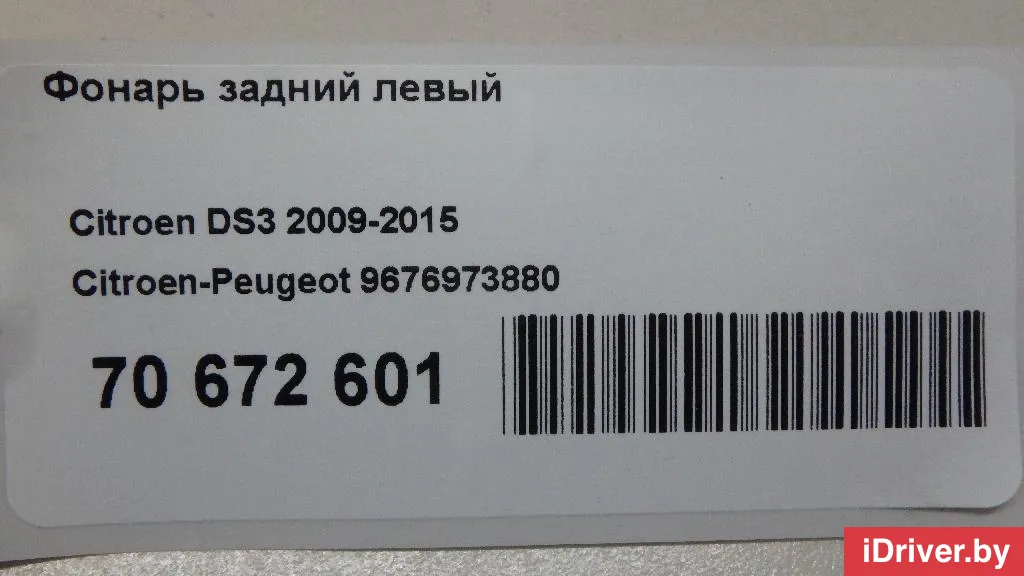 Фонарь задний левый
Citroen DS3 2009-2015
Citroen-Peugeot 9676973880
70 672 601
iDriver.by